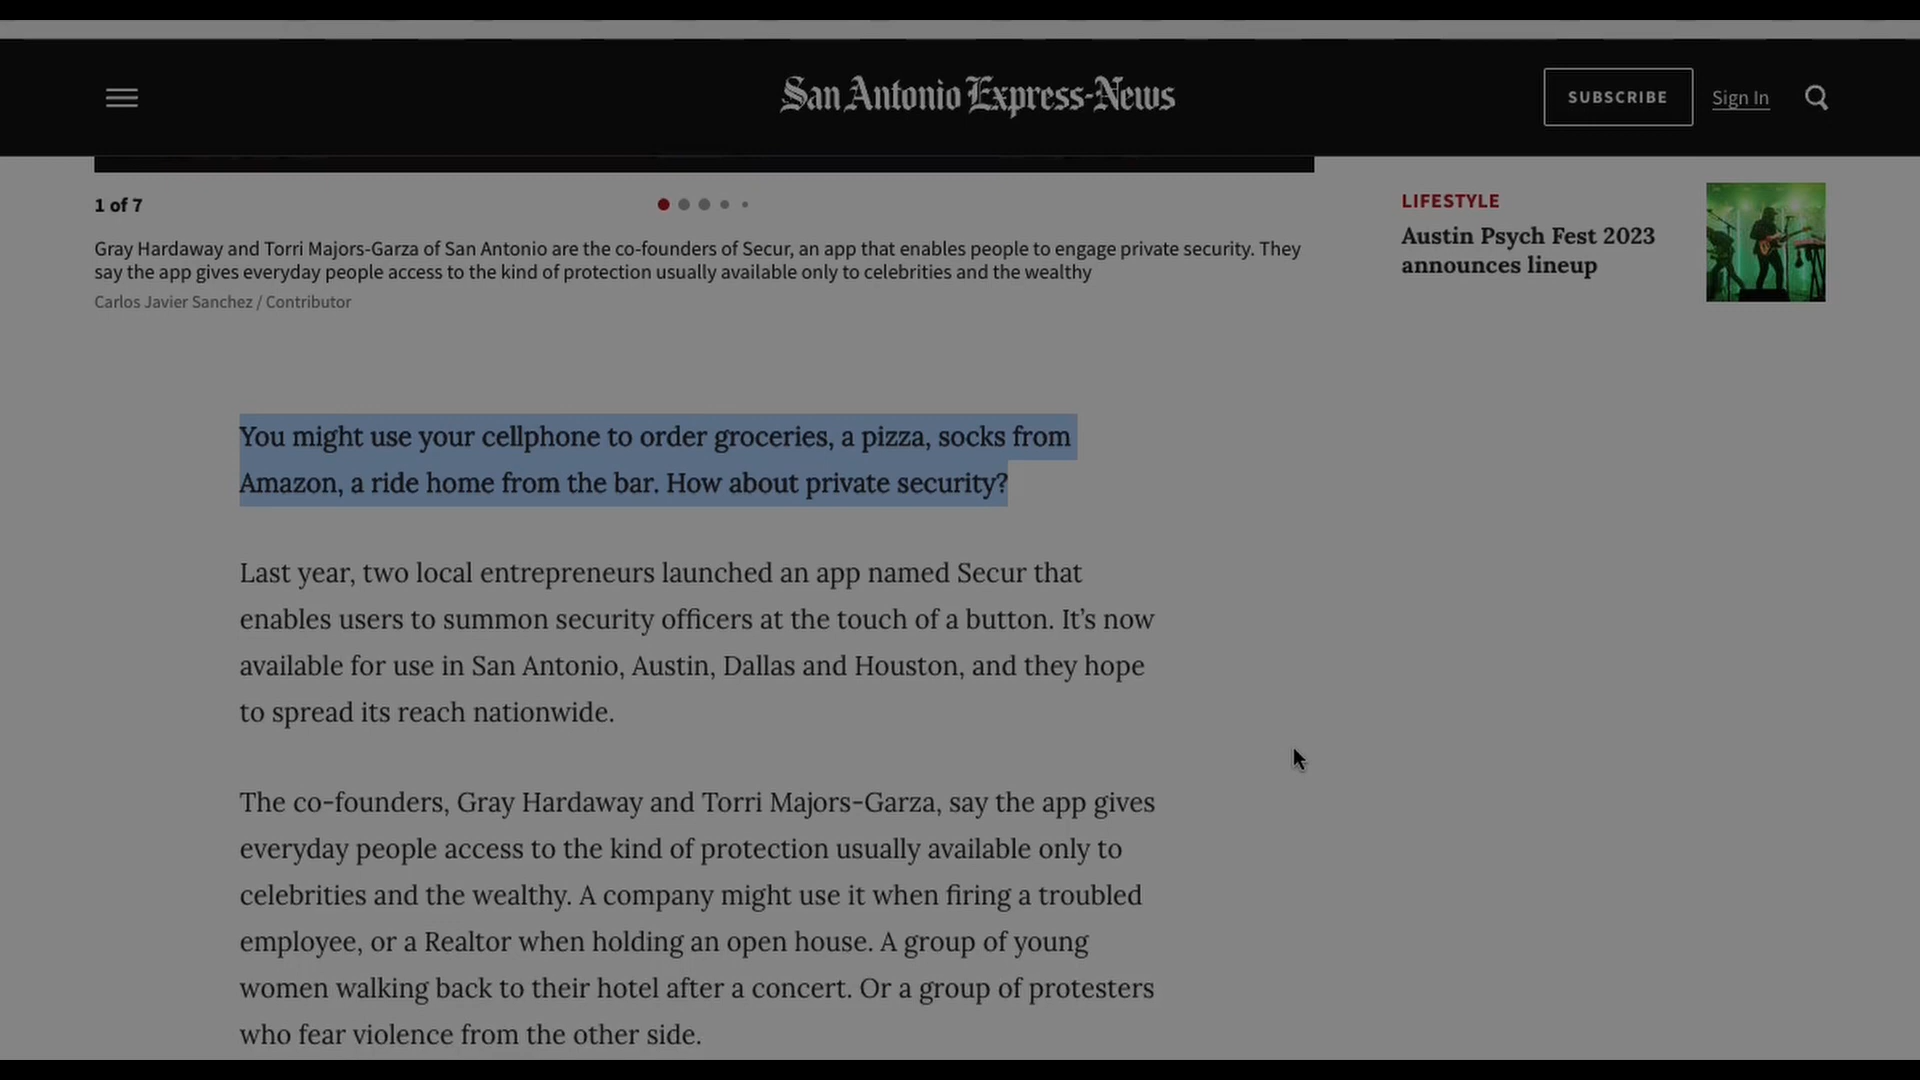 San Antonio Express-News
SUBSCRIBE
Sign In
1 of 7
Gray Hardaway and Torri Majors-Garza of San Antonio are the co-founders of Secur, an app that enables people to engage private security. They
say the app gives everyday people access to the kind of protection usually available only to celebrities and the wealthy
Carlos Javier Sanchez / Contributor
LIFESTYLE
Austin Psych Fest 2023
announces lineup
You might use your cellphone to order groceries, a pizza, socks from
Amazon, a ride home from the bar. How about private security?
Last year, two local entrepreneurs launched an app named Secur that
enables users to summon security officers at the touch of a button. It’s now
available for use in San Antonio, Austin, Dallas and Houston, and they hope
to spread its reach nationwide.
The co-founders, Gray Hardaway and Torri Majors-Garza, say the app gives
everyday people access to the kind of protection usually available only to
celebrities and the wealthy. A company might use it when firing a troubled
employee, or a Realtor when holding an open house. A group of young
women walking back to their hotel after a concert. Or a group of protesters
who fear violence from the other side.